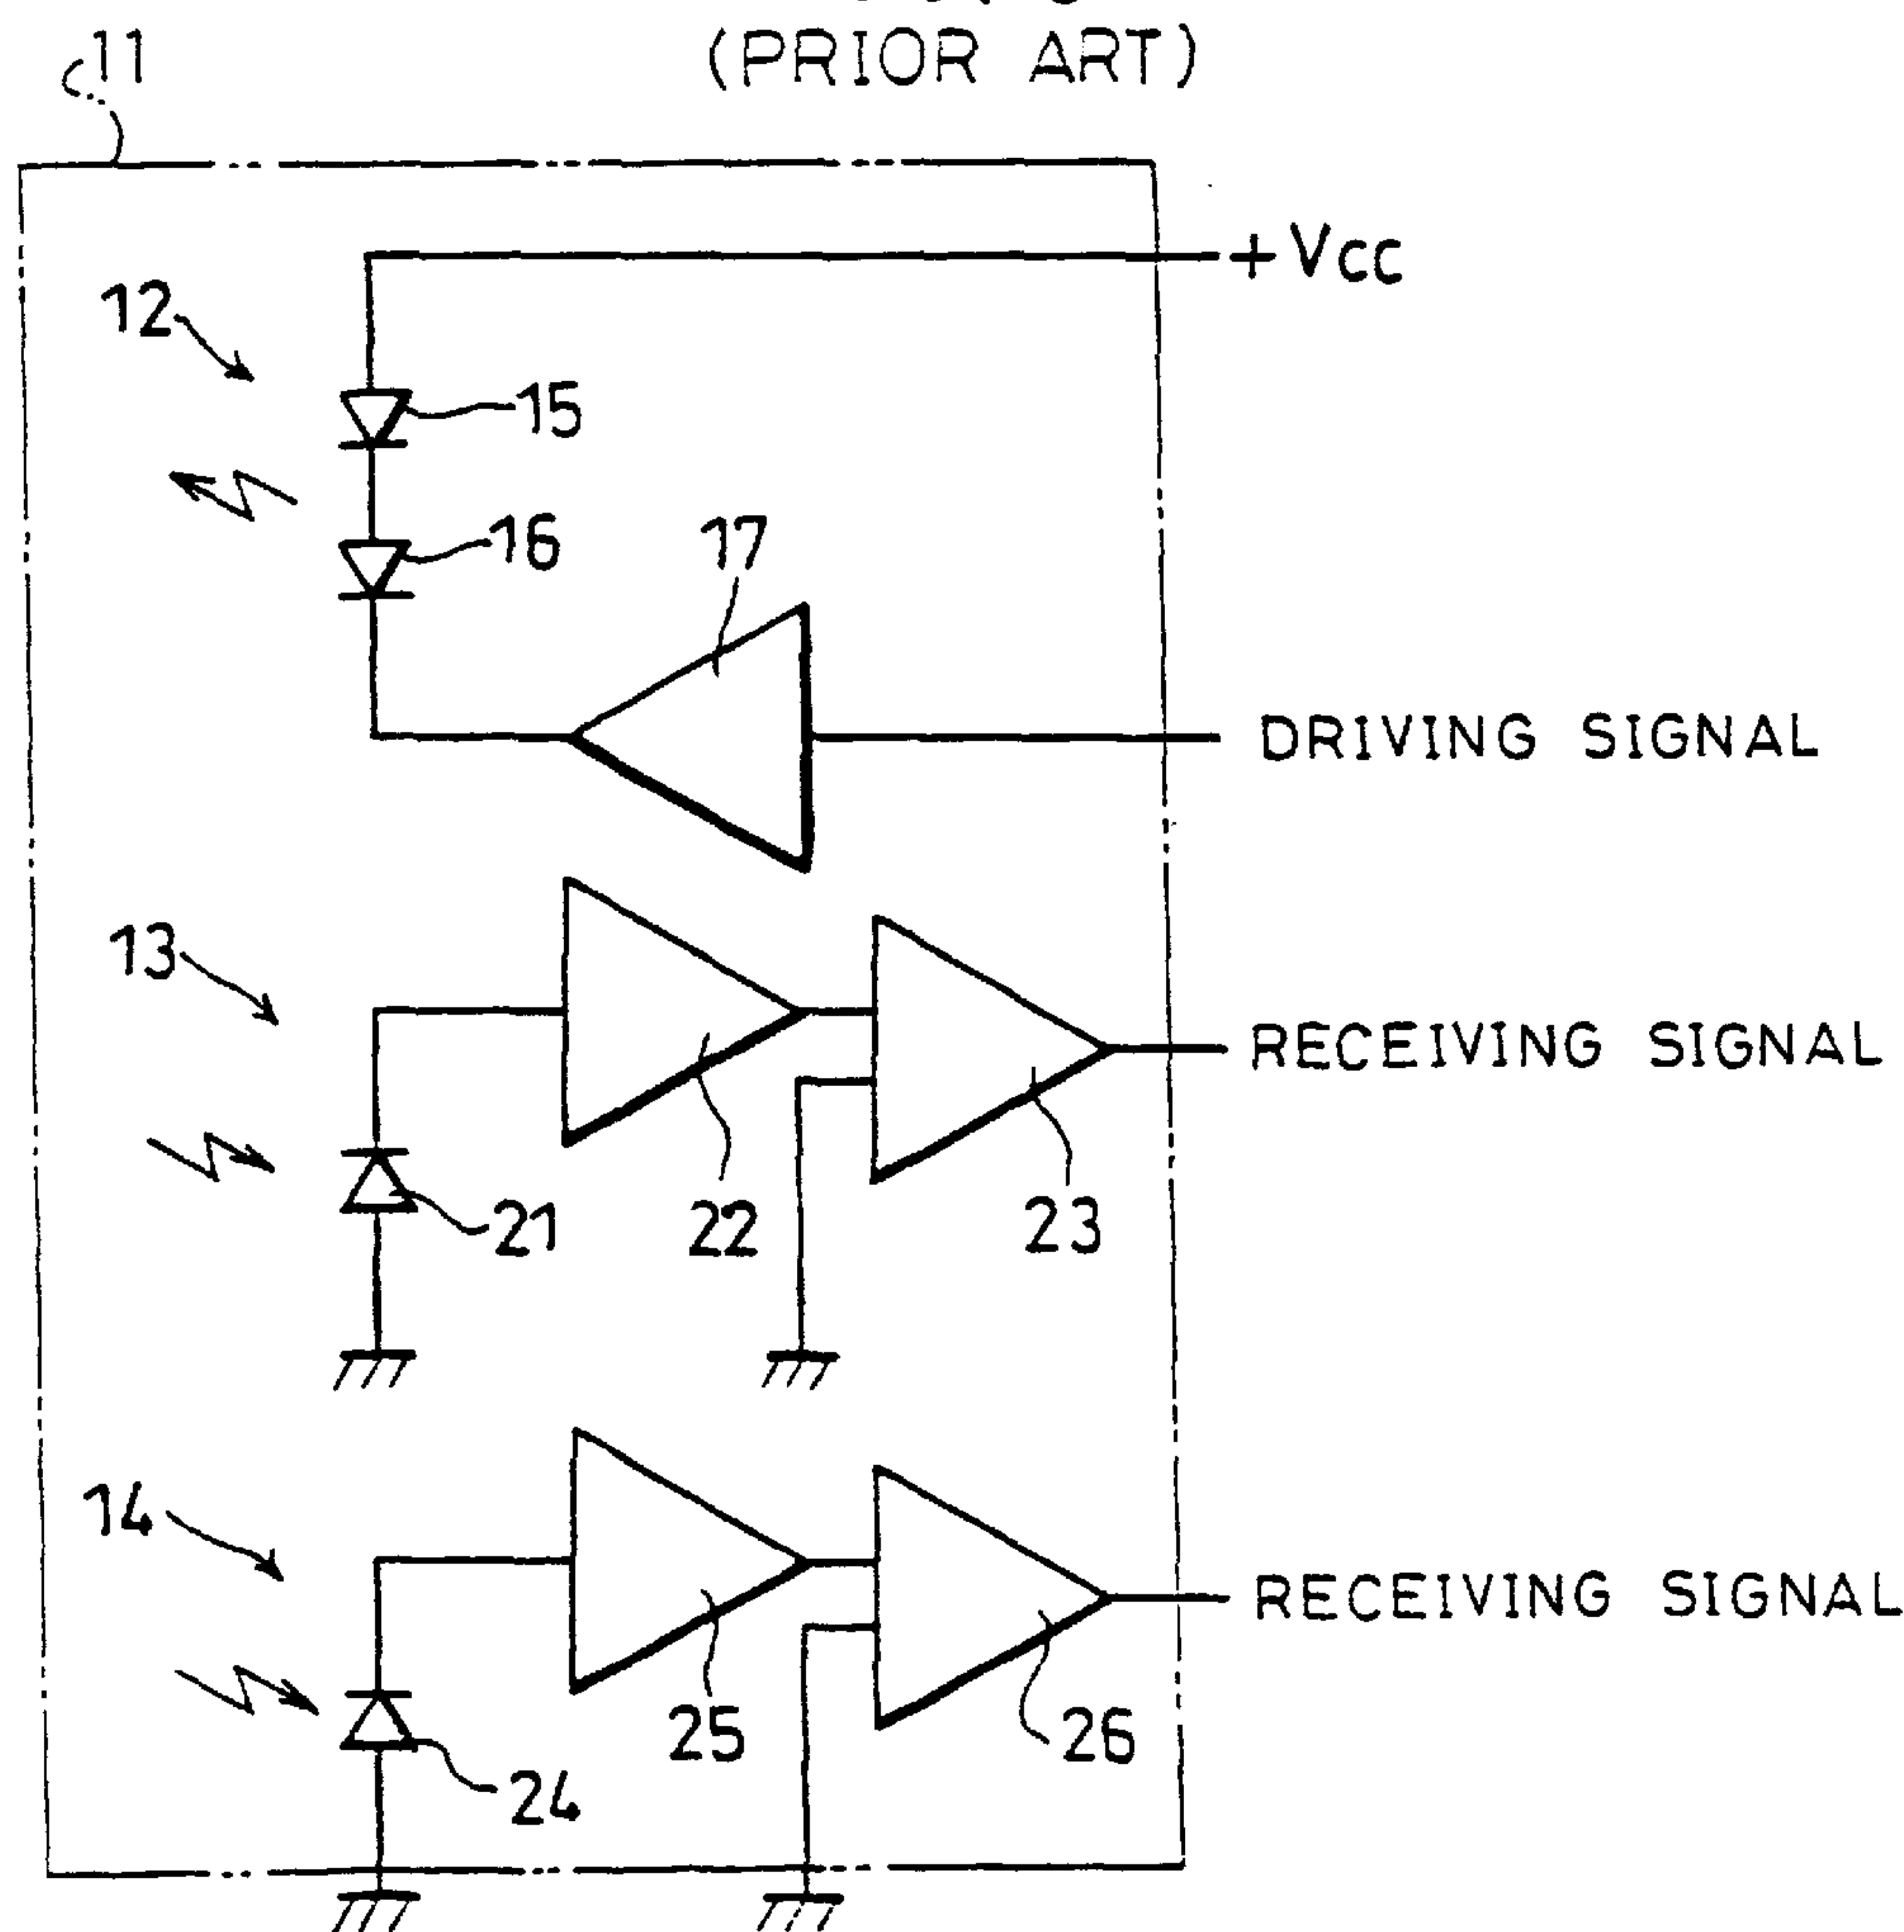 (PRIOR ART)
11
+Vcc
12
15
16
17
DRIVING SIGNAL
13
RECEIVING SIGNAL
21
22
23
14
RECEIVING SIGNAL
25
26
24